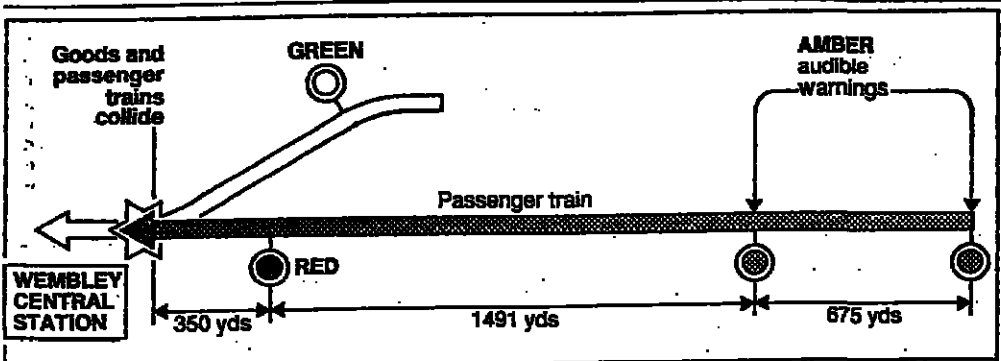 Goods and
passenger
trains
collide
GREEN
AMBER
audible
warnings
Passenger train
RED
WEMBLEY
CENTRAL
STATION
350 yds
1491 yds
675 yds